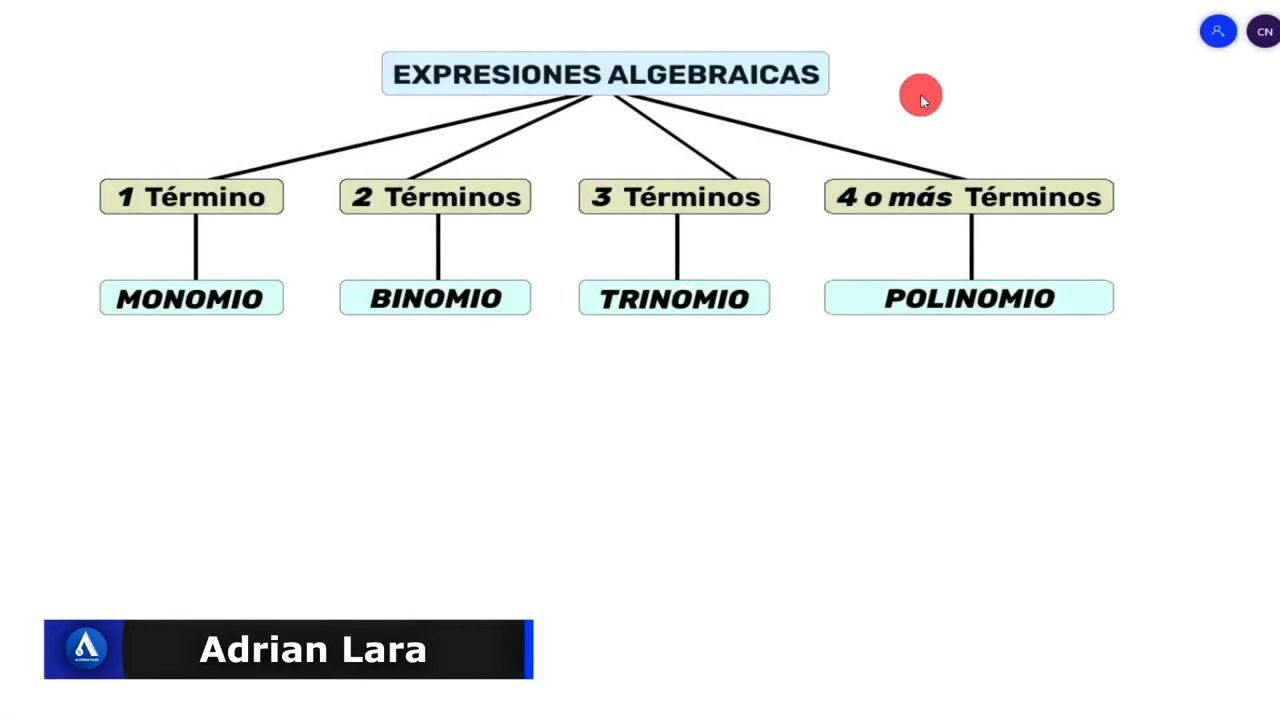 CN
EXPRESIONES ALGEBRAICAS
1 Término
2 Términos
3 Términos
4 o más Términos
MONOMIO
BINOMIO
TRINOMIO
POLINOMIO
Adrian Lara